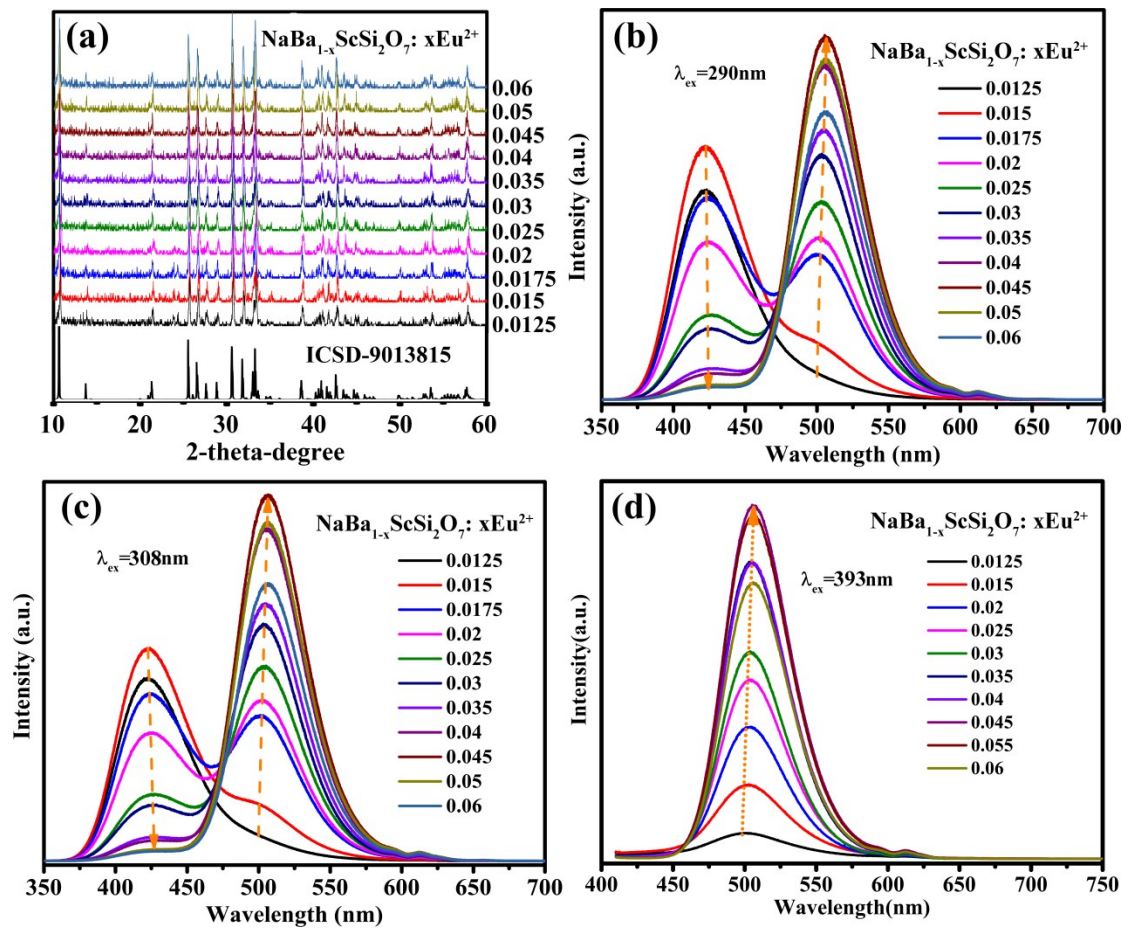 (a)
NaBa₁₋ₓScSi₂O₇: xEu²⁺
0.06
0.05
0.045
0.04
0.035
0.03
0.025
0.02
0.0175
0.015
0.0125
ICSD-9013815
10 20 30 40 50 60
2-theta-degree
(b)
NaBa₁₋ₓScSi₂O₇: xEu²⁺
λₑₓ=290nm
0.0125
0.015
0.0175
0.02
0.025
0.03
0.035
0.04
0.045
0.05
0.06
Intensity (a.u.)
350 400 450 500 550 600 650 700
Wavelength (nm)
(c)
NaBa₁₋ₓScSi₂O₇: xEu²⁺
λₑₓ=308nm
0.0125
0.015
0.0175
0.02
0.025
0.03
0.035
0.04
0.045
0.05
0.06
Intensity (a.u.)
350 400 450 500 550 600 650 700
Wavelength (nm)
(d)
NaBa₁₋ₓScSi₂O₇: xEu²⁺
λₑₓ=393nm
0.0125
0.015
0.02
0.025
0.03
0.035
0.04
0.045
0.055
0.06
Intensity(a.u.)
400 450 500 550 600 650 700 750
Wavelength(nm)